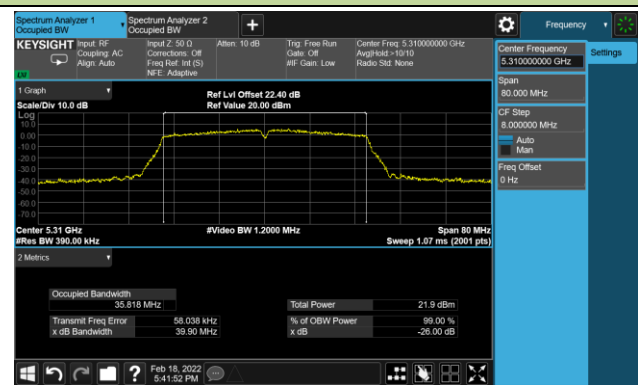 Spectrum Analyzer 1
Occupied BW
Spectrum Analyzer 2
Occupied BW
Frequency
KEYSIGHT
Input: RF
Coupling: AC
Align: Auto
Input Z: 50 Ω
Corrections: Off
Freq Ref: Int (S)
NFE: Adaptive
Atten: 10 dB
Trig: Free Run
Gate: Off
#IF Gain: Low
Center Freq: 5.310000000 GHz
Avg|Hold:>10/10
Radio Std: None
Center Frequency
5.310000000 GHz
Settings
Span
80.000 MHz
CF Step
8.000000 MHz
Auto
Man
Freq Offset
0 Hz
1 Graph
Scale/Div 10.0 dB
Ref Lvl Offset 22.40 dB
Ref Value 20.00 dBm
Log
10.0
0.00
-10.0
-20.0
-30.0
-40.0
-50.0
-60.0
-70.0
Center 5.31 GHz
#Res BW 390.00 kHz
#Video BW 1.2000 MHz
Span 80 MHz
Sweep 1.07 ms (2001 pts)
2 Metrics
Occupied Bandwidth
35.818 MHz
Total Power 21.9 dBm
Transmit Freq Error 58.038 kHz
% of OBW Power 99.00 %
x dB Bandwidth 39.90 MHz
x dB -26.00 dB
?
Feb 18, 2022
5:41:52 PM